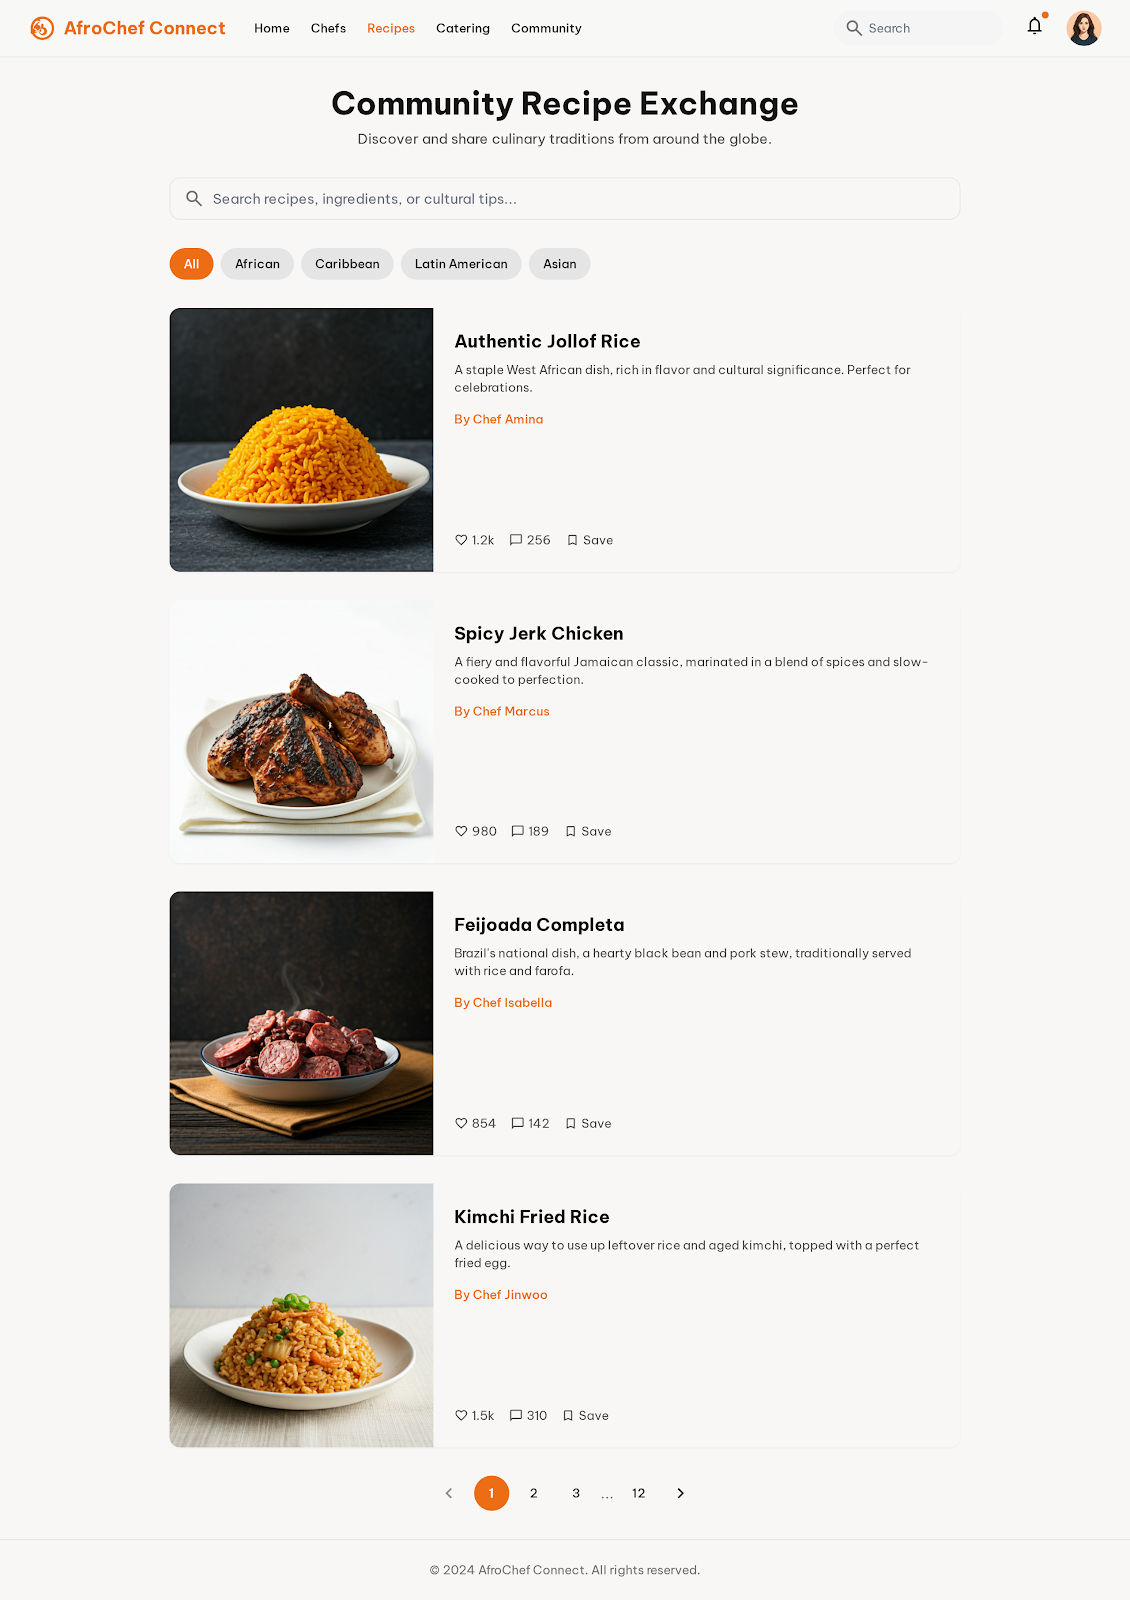 AfroChef Connect
Home
Chefs
Recipes
Catering
Community
Search
Community Recipe Exchange
Discover and share culinary traditions from around the globe.
Search recipes, ingredients, or cultural tips...
All
African
Caribbean
Latin American
Asian
Authentic Jollof Rice
A staple West African dish, rich in flavor and cultural significance. Perfect for
celebrations.
By Chef Amina
1.2k
256
Save
Spicy Jerk Chicken
A fiery and flavorful Jamaican classic, marinated in a blend of spices and slow-
cooked to perfection.
By Chef Marcus
980
189
Save
Feijoada Completa
Brazil's national dish, a hearty black bean and pork stew, traditionally served
with rice and farofa.
By Chef Isabella
854
142
Save
Kimchi Fried Rice
A delicious way to use up leftover rice and aged kimchi, topped with a perfect
fried egg.
By Chef Jinwoo
1.5k
310
Save
1
2
3
...
12
© 2024 AfroChef Connect. All rights reserved.